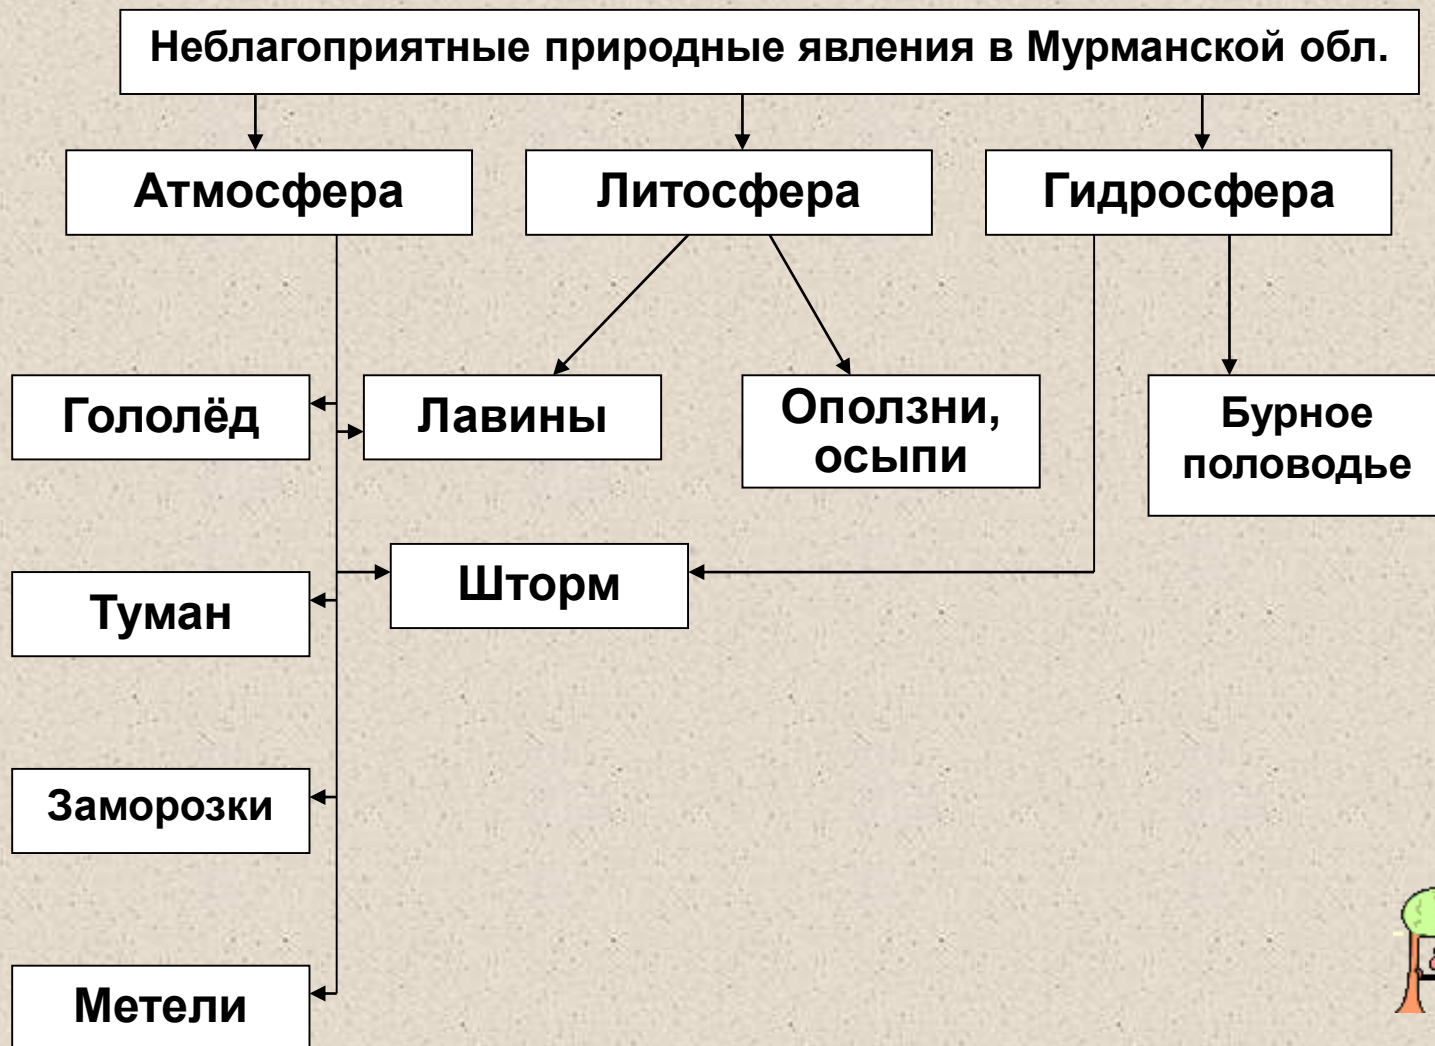 Неблагоприятные природные явления в Мурманской обл.
Атмосфера
Литосфера
Гидросфера
Гололёд
Лавины
Оползни,
осыпи
Бурное
половодье
Туман
Шторм
Заморозки
Метели